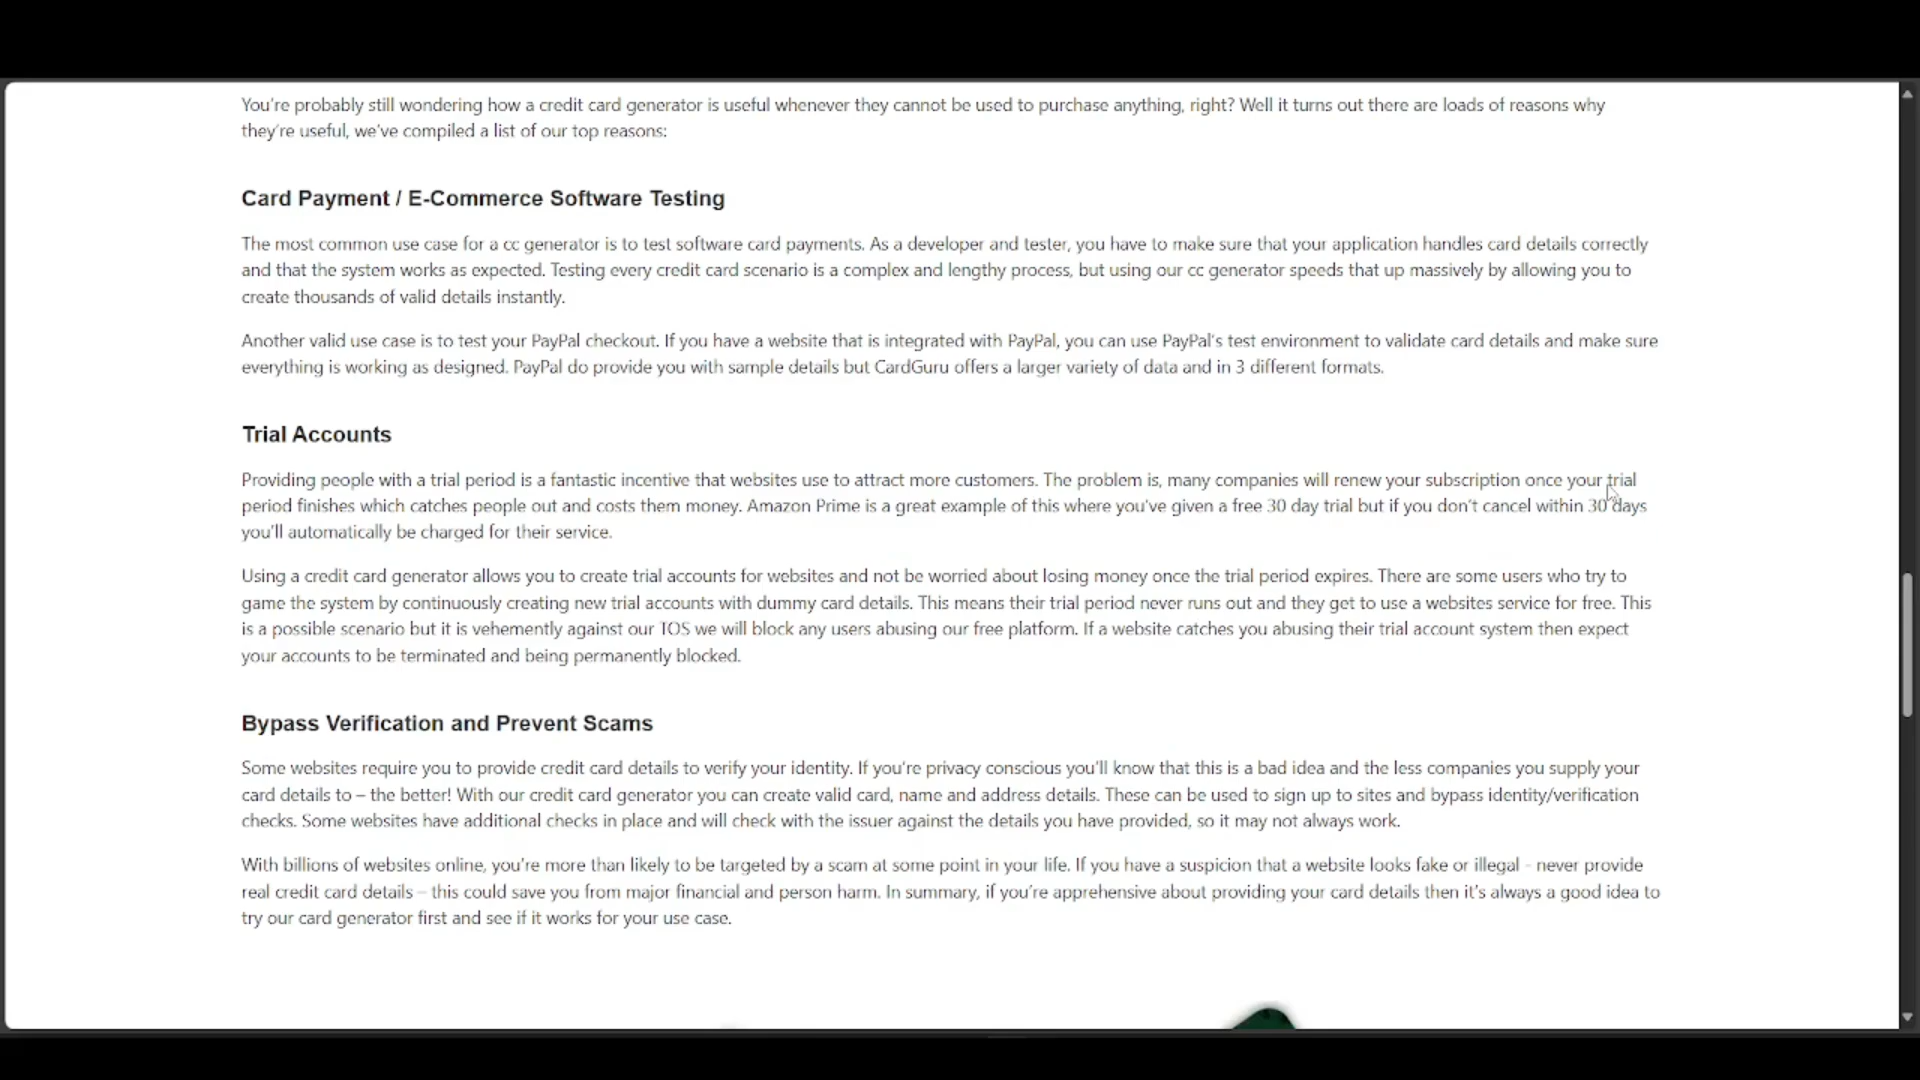 You're probably still wondering how a credit card generator is useful whenever they cannot be used to purchase anything, right? Well it turns out there are loads of reasons why
they're useful, we've compiled a list of our top reasons:
Card Payment / E-Commerce Software Testing
The most common use case for a cc generator is to test software card payments. As a developer and tester, you have to make sure that your application handles card details correctly
and that the system works as expected. Testing every credit card scenario is a complex and lengthy process, but using our cc generator speeds that up massively by allowing you to
create thousands of valid details instantly.
Another valid use case is to test your PayPal checkout. If you have a website that is integrated with PayPal, you can use PayPal's test environment to validate card details and make sure
everything is working as designed. PayPal do provide you with sample details but CardGuru offers a larger variety of data and in 3 different formats.
Trial Accounts
Providing people with a trial period is a fantastic incentive that websites use to attract more customers. The problem is, many companies will renew your subscription once your trial
period finishes which catches people out and costs them money. Amazon Prime is a great example of this where you've given a free 30 day trial but if you don't cancel within 30 days
you'll automatically be charged for their service.
Using a credit card generator allows you to create trial accounts for websites and not be worried about losing money once the trial period expires. There are some users who try to
game the system by continuously creating new trial accounts with dummy card details. This means their trial period never runs out and they get to use a websites service for free. This
is a possible scenario but it is vehemently against our TOS we will block any users abusing our free platform. If a website catches you abusing their trial account system then expect
your accounts to be terminated and being permanently blocked.
Bypass Verification and Prevent Scams
Some websites require you to provide credit card details to verify your identity. If you're privacy conscious you'll know that this is a bad idea and the less companies you supply your
card details to – the better! With our credit card generator you can create valid card, name and address details. These can be used to sign up to sites and bypass identity/verification
checks. Some websites have additional checks in place and will check with the issuer against the details you have provided, so it may not always work.
With billions of websites online, you're more than likely to be targeted by a scam at some point in your life. If you have a suspicion that a website looks fake or illegal - never provide
real credit card details – this could save you from major financial and person harm. In summary, if you're apprehensive about providing your card details then it's always a good idea to
try our card generator first and see if it works for your use case.